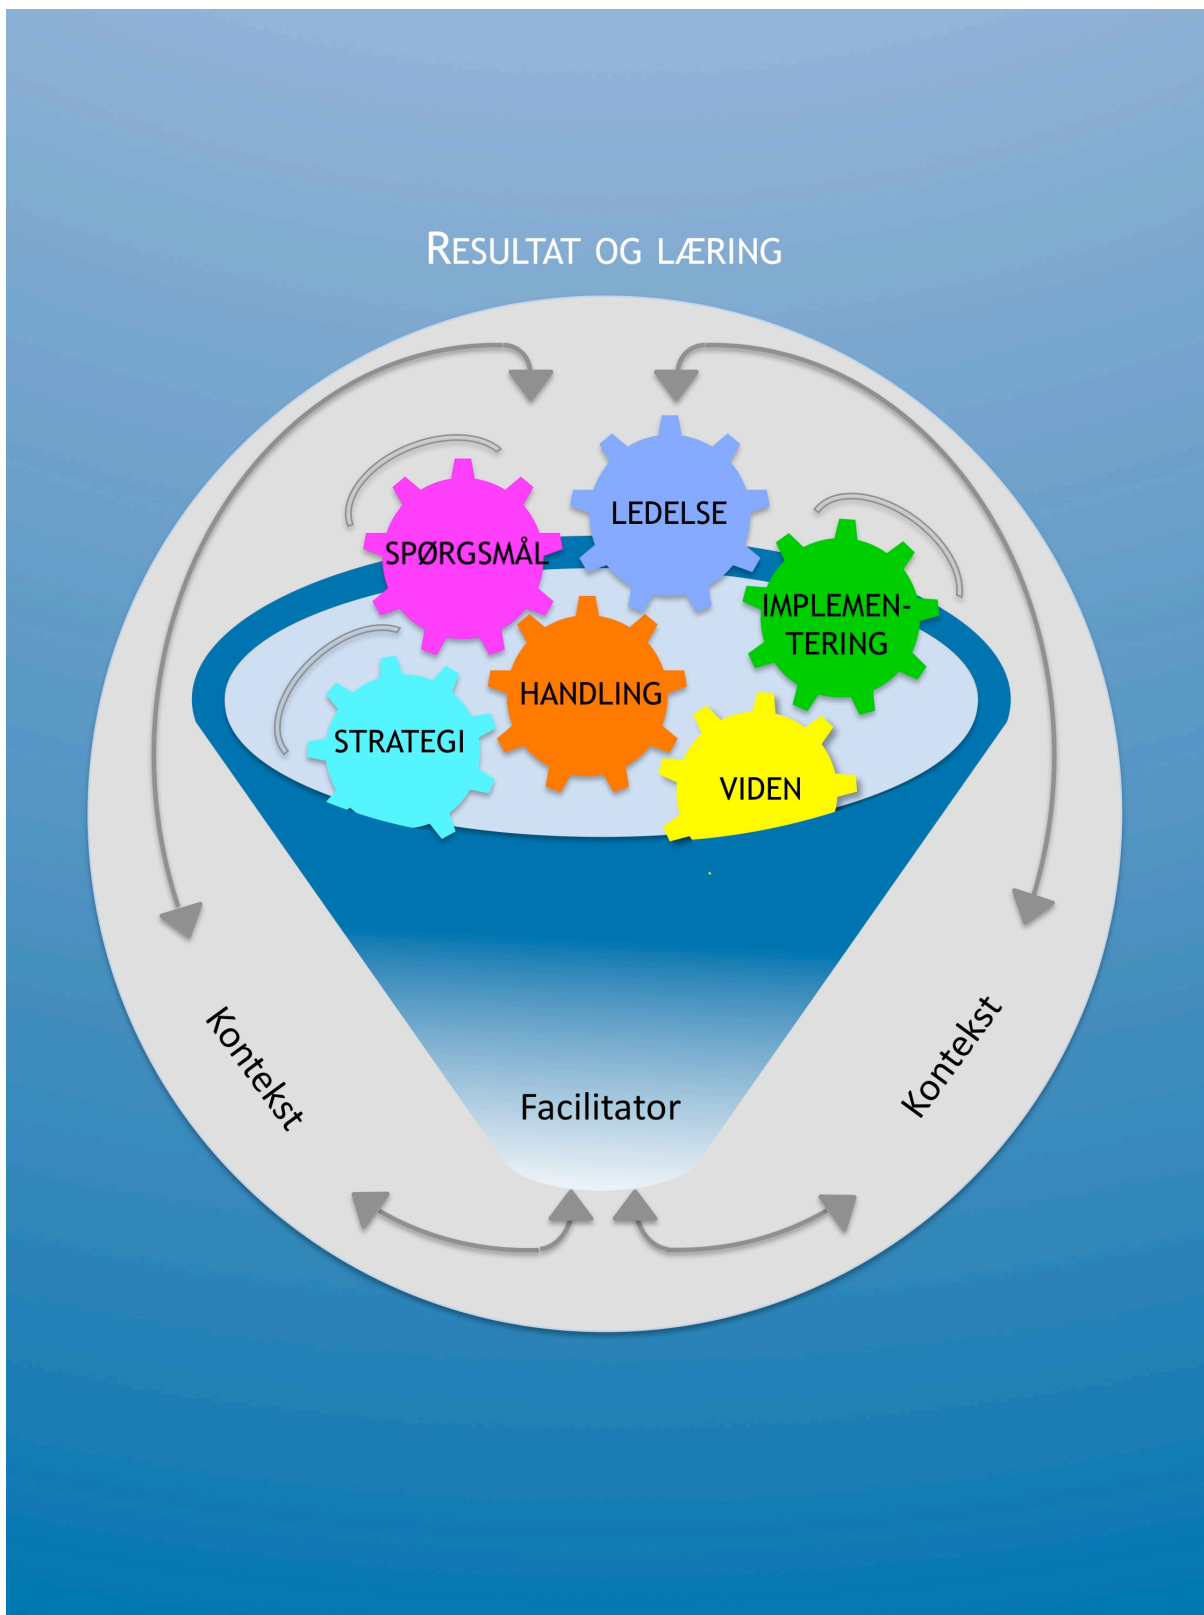 RESULTAT OG LÆRING
LEDELSE
SPØRGSMÅL
IMPLEMEN-
TERING
HANDLING
STRATEGI
VIDEN
Kontekst
Kontekst
Facilitator